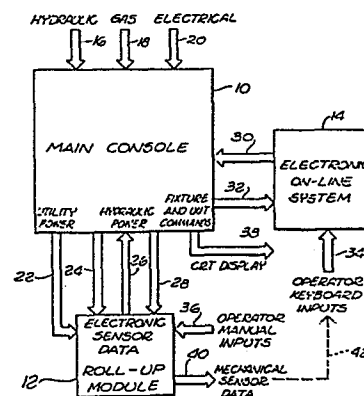 HYDRAULIC GAS ELECTRICAL
16 18 20
10
MAIN CONSOLE
14
30
ELECTRONIC
ON-LINE
SYSTEM
32
UTILITY
POWER
HYDRAULIC
POWER
FIXTURE
AND UUT
COMMANDS
38
CRT DISPLAY
34
22 24 26 28
OPERATOR
KEYBOARD
INPUTS
36
OPERATOR
MANUAL
INPUTS
ELECTRONIC
SENSOR
DATA
ROLL-UP
MODULE
12
40
MECHANICAL
SENSOR
DATA
42